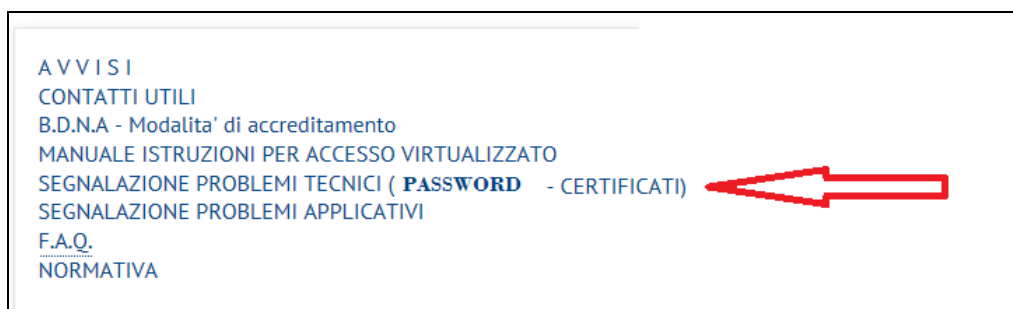 A V V I S I
CONTATTI UTILI
B.D.N.A - Modalita' di accreditamento
MANUALE ISTRUZIONI PER ACCESSO VIRTUALIZZATO
SEGNALAZIONE PROBLEMI TECNICI ( PASSWORD - CERTIFICATI)
SEGNALAZIONE PROBLEMI APPLICATIVI
F.A.Q.
NORMATIVA